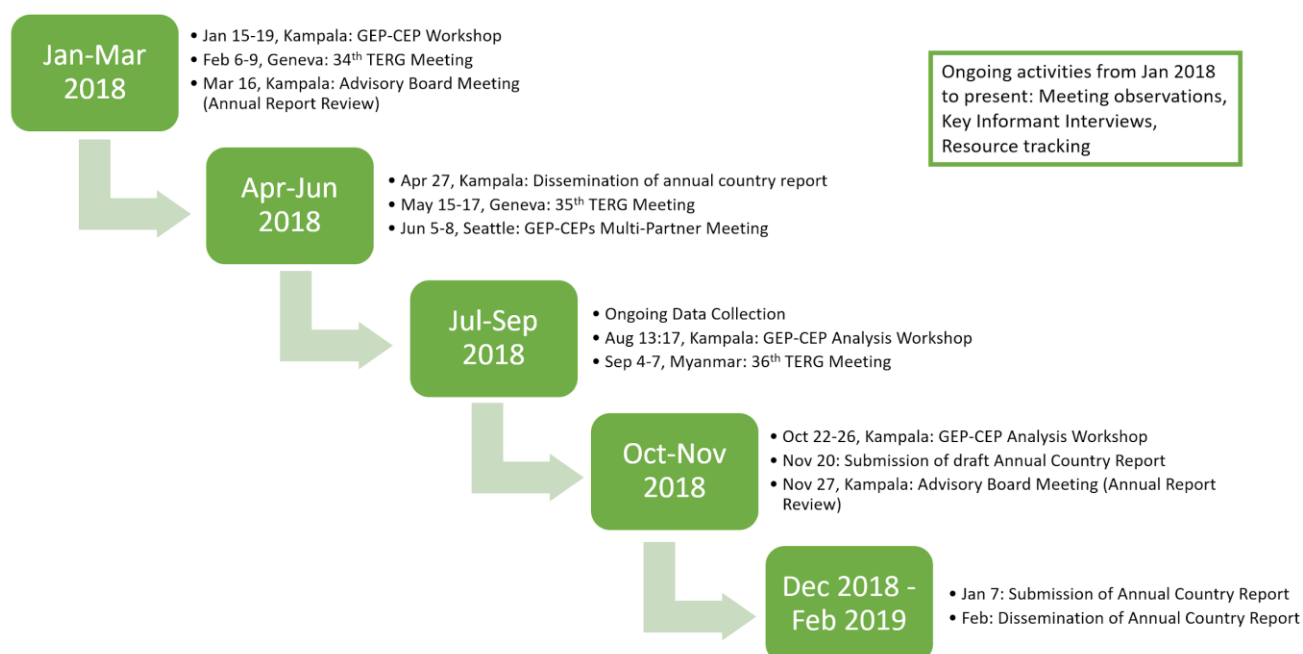 Jan-Mar
2018
• Jan 15-19, Kampala: GEP-CEP Workshop
• Feb 6-9, Geneva: 34th TERG Meeting
• Mar 16, Kampala: Advisory Board Meeting
(Annual Report Review)
Ongoing activities from Jan 2018
to present: Meeting observations,
Key Informant Interviews,
Resource tracking
Apr-Jun
2018
• Apr 27, Kampala: Dissemination of annual country report
• May 15-17, Geneva: 35th TERG Meeting
• Jun 5-8, Seattle: GEP-CEPs Multi-Partner Meeting
Jul-Sep
2018
• Ongoing Data Collection
• Aug 13:17, Kampala: GEP-CEP Analysis Workshop
• Sep 4-7, Myanmar: 36th TERG Meeting
Oct-Nov
2018
• Oct 22-26, Kampala: GEP-CEP Analysis Workshop
• Nov 20: Submission of draft Annual Country Report
• Nov 27, Kampala: Advisory Board Meeting (Annual Report
Review)
Dec 2018 -
Feb 2019
• Jan 7: Submission of Annual Country Report
• Feb: Dissemination of Annual Country Report